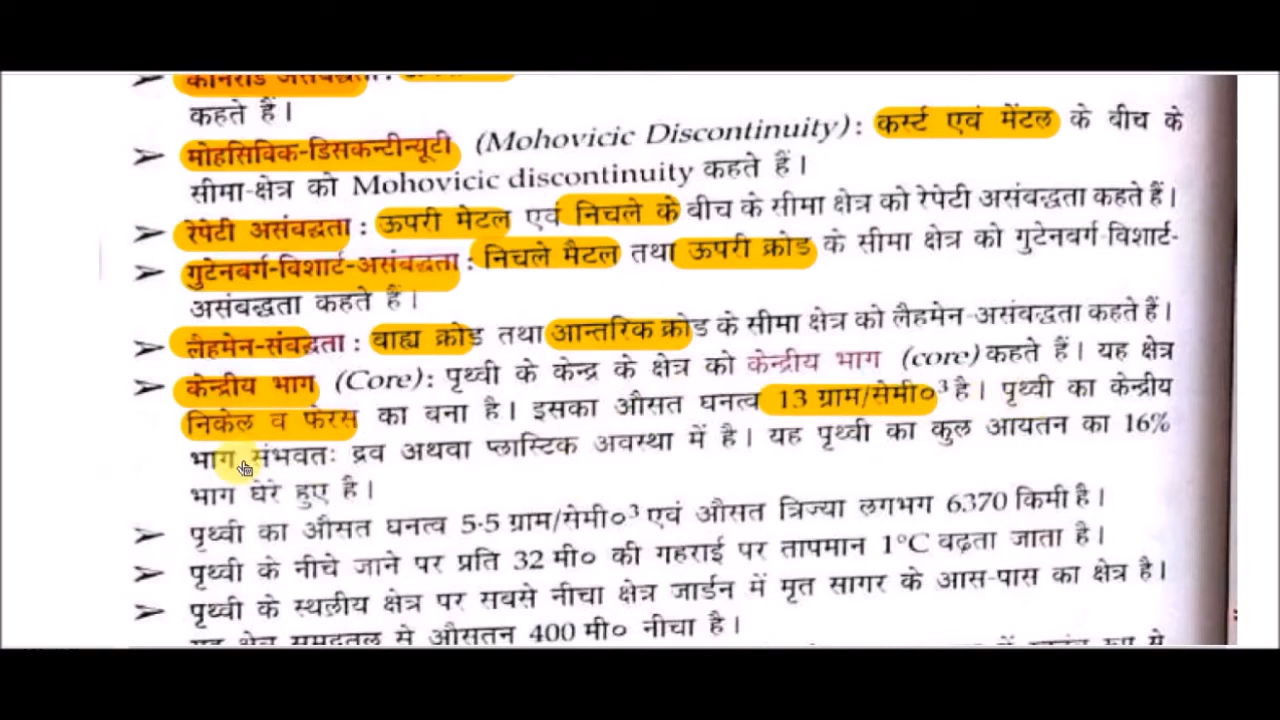 कहते हैं।
➢ मोहसिविक-डिसकन्टीन्यूटी (Mohovicic Discontinuity): कर्स्ट एवं मेंटल के बीच के
सीमा-क्षेत्र को Mohovicic discontinuity कहते हैं।
➢ रेपेटी असंबद्धता : ऊपरी मेटल एवं निचले के बीच के सीमा क्षेत्र को रेपेटी असंबद्धता कहते हैं।
➢ गुटेनबर्ग-विशार्ट-असंबद्धता : निचले मैटल तथा ऊपरी क्रोड के सीमा क्षेत्र को गुटेनवर्ग-विशार्ट-
असंबद्धता कहते हैं।
➢ लैहमेन-संबद्धता : वाह्य क्रोड तथा आन्तरिक क्रोड के सीमा क्षेत्र को लैहमेन-असंबद्धता कहते हैं।
➢ केन्द्रीय भाग (Core) : पृथ्वी के केन्द्र के क्षेत्र को केन्द्रीय भाग (core) कहते हैं। यह क्षेत्र
निकेल व फेरस का बना है। इसका औसत घनत्व 13 ग्राम/सेमी०³ है। पृथ्वी का केन्द्रीय
भाग संभवतः द्रव अथवा प्लास्टिक अवस्था में है। यह पृथ्वी का कुल आयतन का 16%
भाग घेरे हुए है।
➢ पृथ्वी का औसत घनत्व 5·5 ग्राम/सेमी०³ एवं औसत त्रिज्या लगभग 6370 किमी है।
➢ पृथ्वी के नीचे जाने पर प्रति 32 मी० की गहराई पर तापमान 1°C बढ़ता जाता है।
➢ पृथ्वी के स्थलीय क्षेत्र पर सबसे नीचा क्षेत्र जार्डन में मृत सागर के आस-पास का क्षेत्र है।
यह क्षेत्र समुद्रतल से औसतन 400 मी० नीचा है।